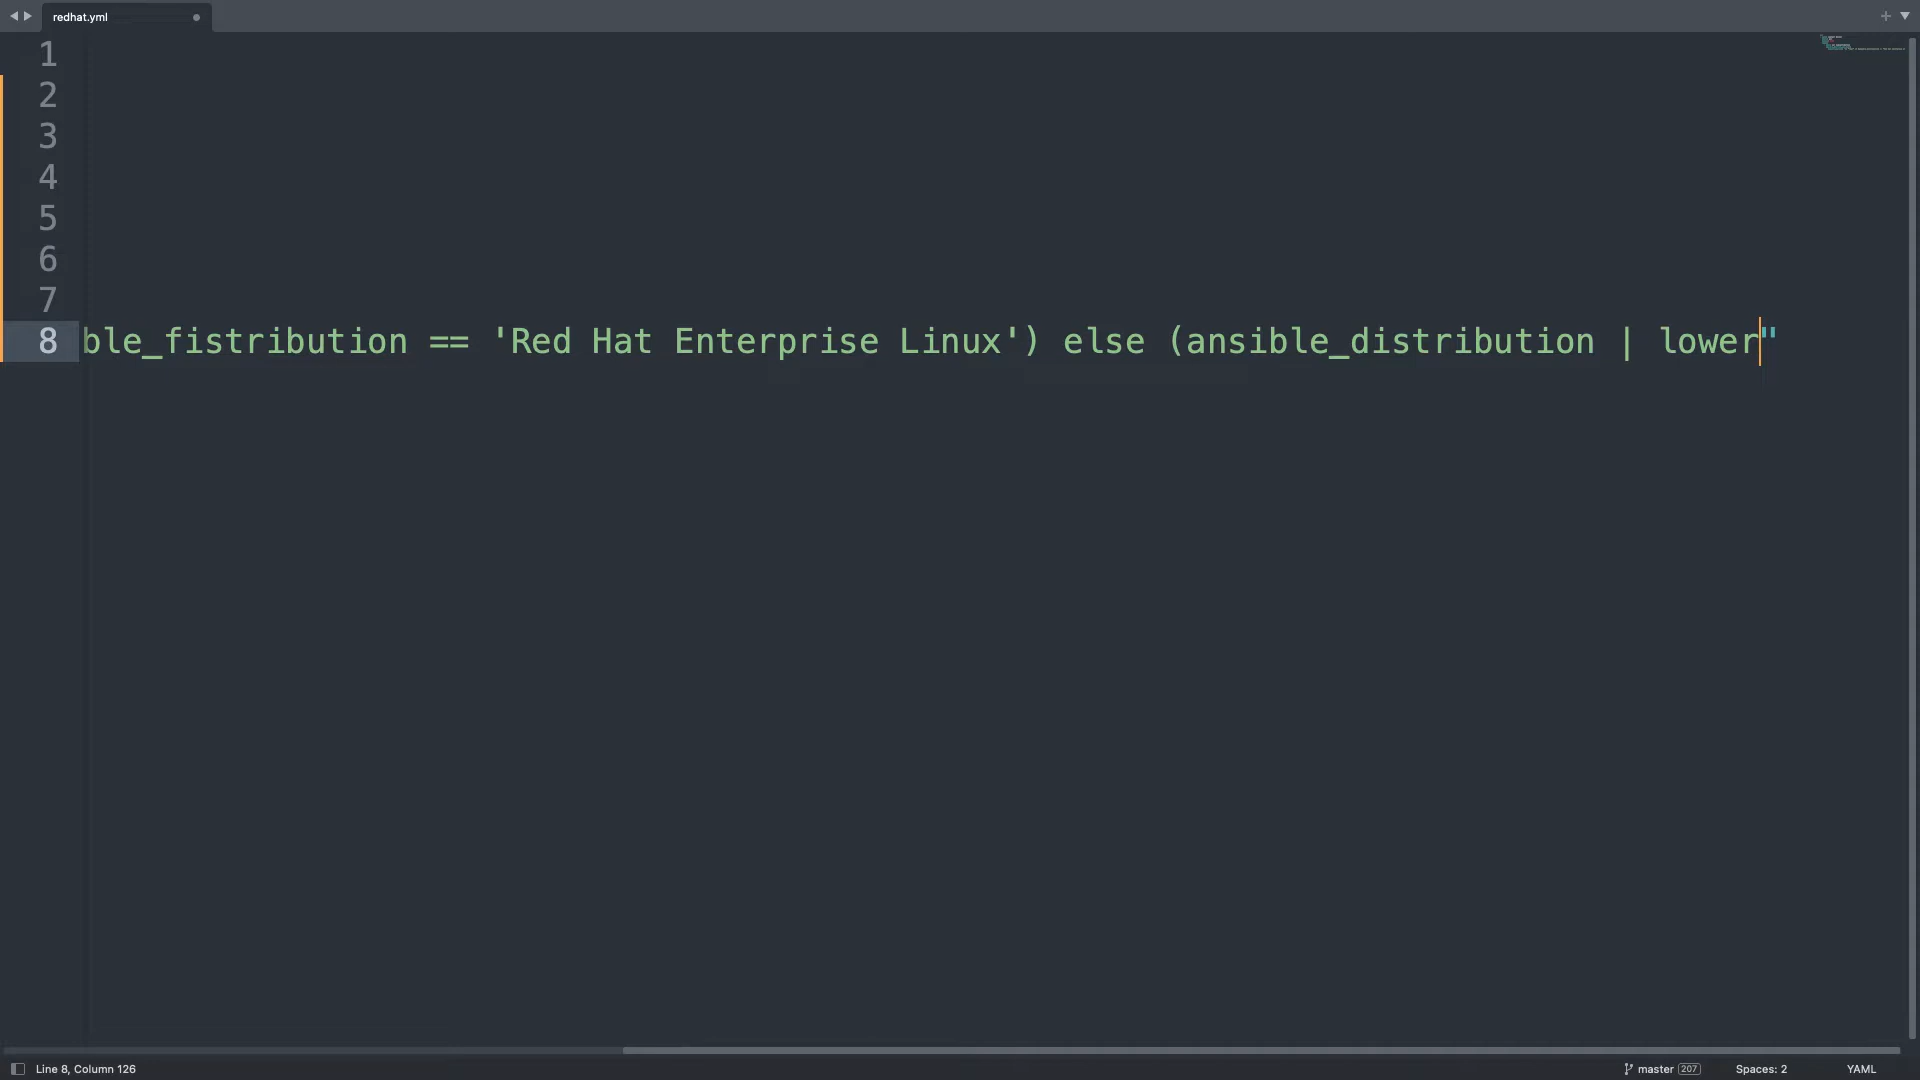 redhat.yml
1
2
3
4
5
6
7
8 ble_fistribution == 'Red Hat Enterprise Linux') else (ansible_distribution | lower"
Line 8, Column 126
master 207
Spaces: 2
YAML